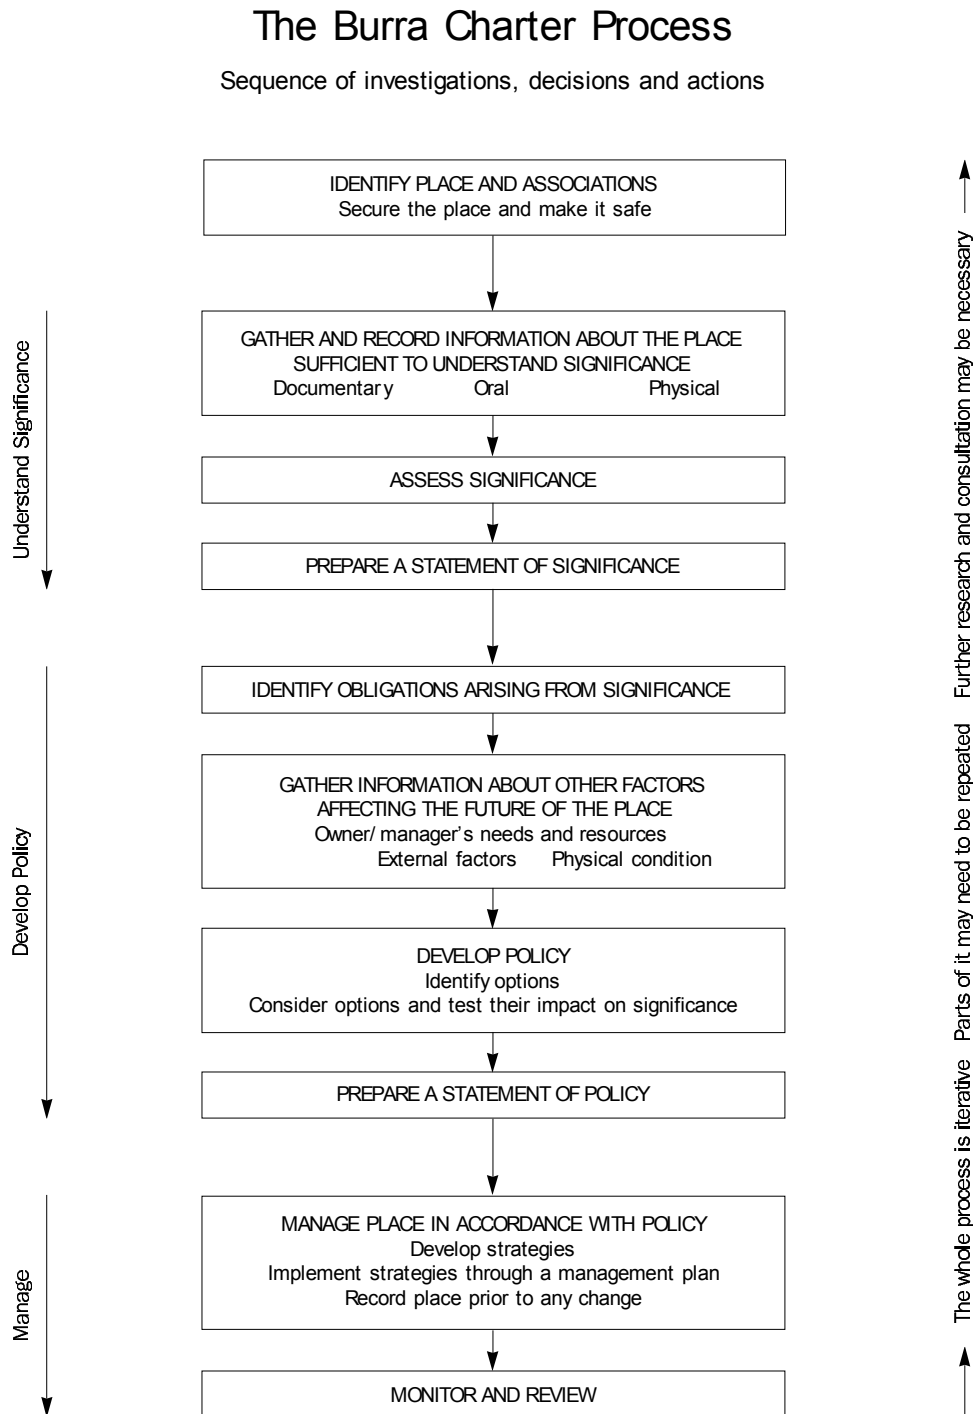 The Burra Charter Process
Sequence of investigations, decisions and actions
IDENTIFY PLACE AND ASSOCIATIONS
Secure the place and make it safe
Understand Significance
GATHER AND RECORD INFORMATION ABOUT THE PLACE
SUFFICIENT TO UNDERSTAND SIGNIFICANCE
Documentary Oral Physical
ASSESS SIGNIFICANCE
PREPARE A STATEMENT OF SIGNIFICANCE
Develop Policy
IDENTIFY OBLIGATIONS ARISING FROM SIGNIFICANCE
GATHER INFORMATION ABOUT OTHER FACTORS
AFFECTING THE FUTURE OF THE PLACE
Owner/manager's needs and resources
External factors Physical condition
DEVELOP POLICY
Identify options
Consider options and test their impact on significance
PREPARE A STATEMENT OF POLICY
Manage
MANAGE PLACE IN ACCORDANCE WITH POLICY
Develop strategies
Implement strategies through a management plan
Record place prior to any change
MONITOR AND REVIEW
The whole process is iterative Parts of it may need to be repeated Further research and consultation may be necessary